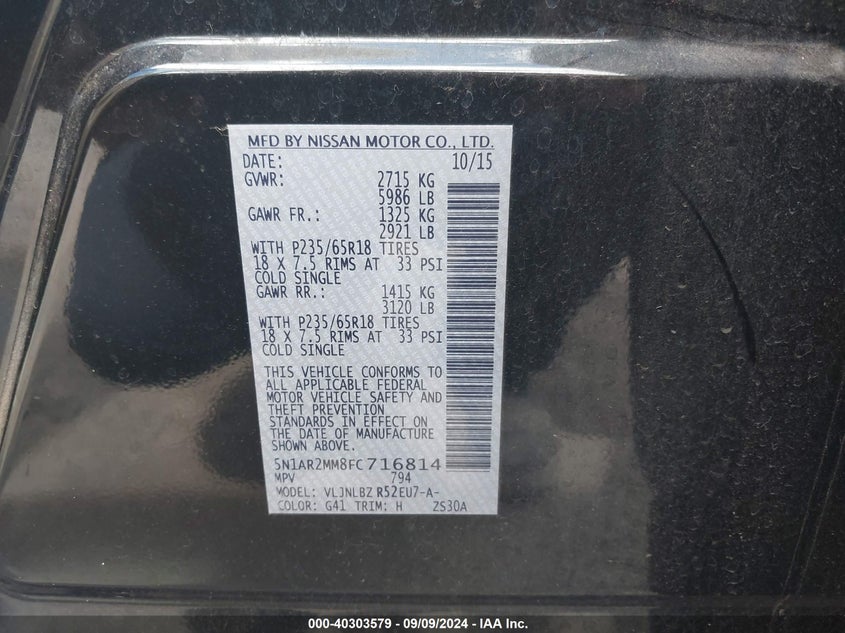 MFD BY NISSAN MOTOR CO., LTD.
DATE: 10/15
GVWR: 2715 KG
5986 LB
GAWR FR.: 1325 KG
2921 LB
WITH P235/65R18 TIRES
18 X 7.5 RIMS AT 33 PSI
COLD SINGLE
GAWR RR.: 1415 KG
3120 LB
WITH P235/65R18 TIRES
18 X 7.5 RIMS AT 33 PSI
COLD SINGLE
THIS VEHICLE CONFORMS TO
ALL APPLICABLE FEDERAL
MOTOR VEHICLE SAFETY AND
THEFT PREVENTION
STANDARDS IN EFFECT ON
THE DATE OF MANUFACTURE
SHOWN ABOVE.
5N1AR2MM8FC716814
MPV 794
MODEL: VLJNLBZ R52EU7-A-
COLOR: G41 TRIM: H ZS30A
000-40303579 - 09/09/2024 - IAA Inc.